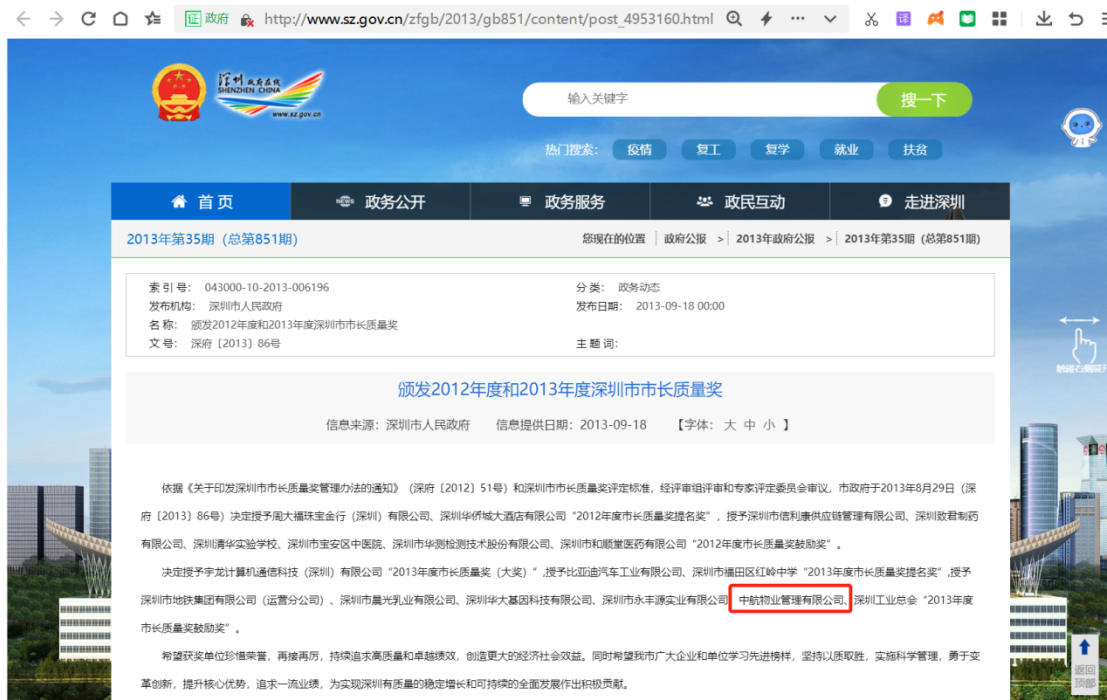 证 政府 http://www.sz.gov.cn/zfgb/2013/gb851/content/post_4953160.html
译
深圳政府在线
SHENZHEN CHINA
www.sz.gov.cn
输入关键字 搜一下
热门搜索： 疫情 复工 复学 就业 扶贫
首页 NEWS 政务公开 政务服务 政民互动 走进深圳
2013年第35期（总第851期） 您现在的位置 政府公报 > 2013年政府公报 > 2013年第35期（总第851期）
索引号： 043000-10-2013-006196 分类： 政务动态
发布机构： 深圳市人民政府 发布日期： 2013-09-18 00:00
名称： 颁发2012年度和2013年度深圳市市长质量奖
文号： 深府〔2013〕86号 主题词：
颁发2012年度和2013年度深圳市市长质量奖
信息来源：深圳市人民政府 信息提供日期：2013-09-18 【字体： 大 中 小 】
依据《关于印发深圳市市长质量奖管理办法的通知》（深府〔2012〕51号）和深圳市市长质量奖评定标准，经评审组评审和专家评定委员会审议，市政府于2013年8月29日（深
府〔2013〕86号）决定授予周大福珠宝金行（深圳）有限公司、深圳华侨城大酒店有限公司“2012年度市长质量奖提名奖”，授予深圳市信利康供应链管理有限公司、深圳致君制药
有限公司、深圳清华实验学校、深圳市宝安区中医院、深圳市华测检测技术股份有限公司、深圳市和顺堂医药有限公司“2012年度市长质量奖鼓励奖”。
决定授予宇龙计算机通信科技（深圳）有限公司“2013年度市长质量奖（大奖）”,授予比亚迪汽车工业有限公司、深圳市福田区红岭中学“2013年度市长质量奖提名奖”,授予
深圳市地铁集团有限公司（运营分公司）、深圳市晨光乳业有限公司、深圳华大基因科技有限公司、深圳市永丰源实业有限公司、中航物业管理有限公司、深圳工业总会“2013年度
市长质量奖鼓励奖”。
希望获奖单位珍惜荣誉，再接再厉，持续追求高质量和卓越绩效，创造更大的经济社会效益。同时希望我市广大企业和单位学习先进榜样，坚持以质取胜，实施科学管理，勇于变
革创新，提升核心优势，追求一流业绩，为实现深圳有质量的稳定增长和可持续的全面发展作出积极贡献。
返回
顶部